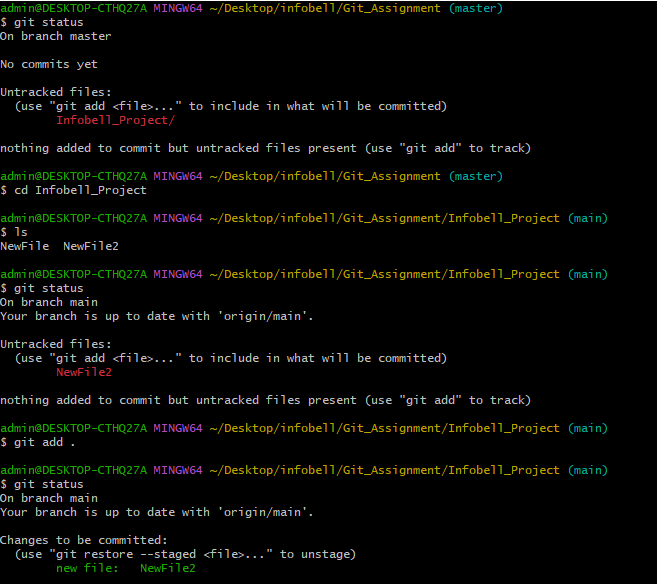 admin@DESKTOP-CTHQ27A MINGW64 ~/Desktop/infobell/Git_Assignment (master)
$ git status
On branch master
No commits yet
Untracked files:
(use "git add <file>..." to include in what will be committed)
Infobell_Project/
nothing added to commit but untracked files present (use "git add" to track)
admin@DESKTOP-CTHQ27A MINGW64 ~/Desktop/infobell/Git_Assignment (master)
$ cd Infobell_Project
admin@DESKTOP-CTHQ27A MINGW64 ~/Desktop/infobell/Git_Assignment/Infobell_Project (main)
$ ls
NewFile  NewFile2
admin@DESKTOP-CTHQ27A MINGW64 ~/Desktop/infobell/Git_Assignment/Infobell_Project (main)
$ git status
On branch main
Your branch is up to date with 'origin/main'.
Untracked files:
(use "git add <file>..." to include in what will be committed)
NewFile2
nothing added to commit but untracked files present (use "git add" to track)
admin@DESKTOP-CTHQ27A MINGW64 ~/Desktop/infobell/Git_Assignment/Infobell_Project (main)
$ git add .
admin@DESKTOP-CTHQ27A MINGW64 ~/Desktop/infobell/Git_Assignment/Infobell_Project (main)
$ git status
On branch main
Your branch is up to date with 'origin/main'.
Changes to be committed:
(use "git restore --staged <file>..." to unstage)
new file:   NewFile2